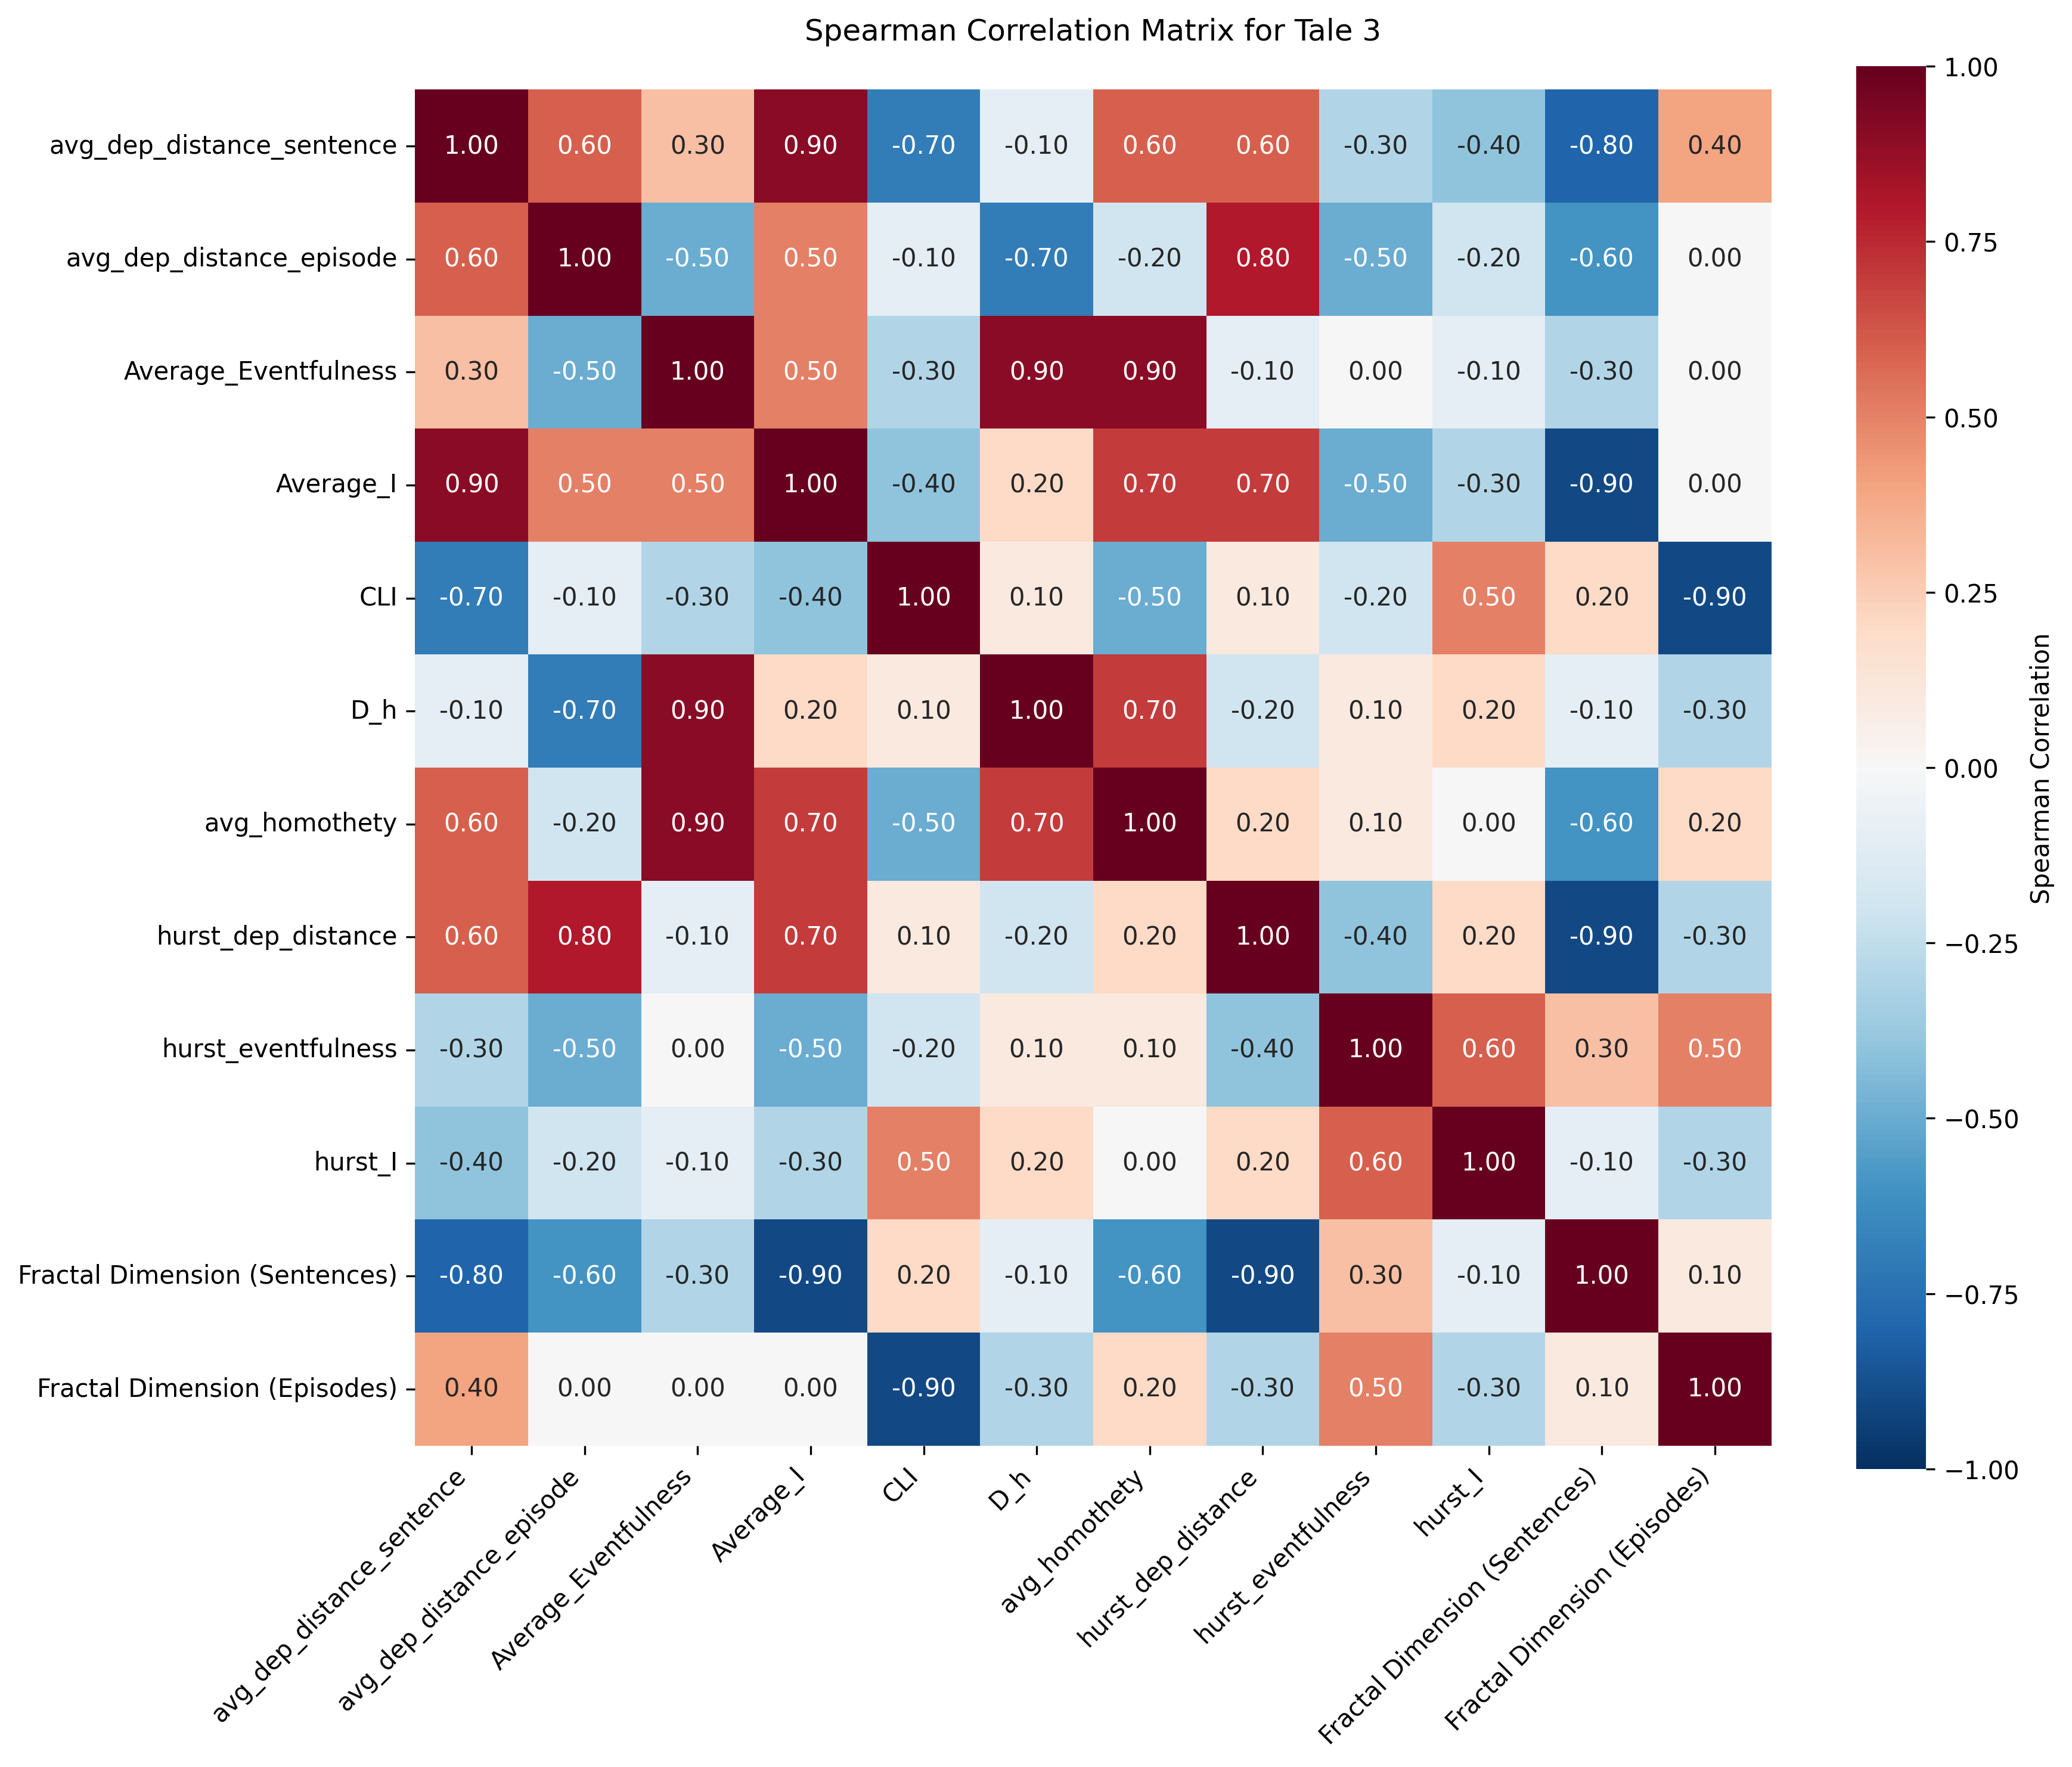 Spearman Correlation Matrix for Tale 3
avg_dep_distance_sentence 1.00 0.60 0.30 0.90 -0.70 -0.10 0.60 0.60 -0.30 -0.40 -0.80 0.40
avg_dep_distance_episode 0.60 1.00 -0.50 0.50 -0.10 -0.70 -0.20 0.80 -0.50 -0.20 -0.60 0.00
Average_Eventfulness 0.30 -0.50 1.00 0.50 -0.30 0.90 0.90 -0.10 0.00 -0.10 -0.30 0.00
Average_I 0.90 0.50 0.50 1.00 -0.40 0.20 0.70 0.70 -0.50 -0.30 -0.90 0.00
CLI -0.70 -0.10 -0.30 -0.40 1.00 0.10 -0.50 0.10 -0.20 0.50 0.20 -0.90
D_h -0.10 -0.70 0.90 0.20 0.10 1.00 0.70 -0.20 0.10 0.20 -0.10 -0.30
avg_homothety 0.60 -0.20 0.90 0.70 -0.50 0.70 1.00 0.20 0.10 0.00 -0.60 0.20
hurst_dep_distance 0.60 0.80 -0.10 0.70 0.10 -0.20 0.20 1.00 -0.40 0.20 -0.90 -0.30
hurst_eventfulness -0.30 -0.50 0.00 -0.50 -0.20 0.10 0.10 -0.40 1.00 0.60 0.30 0.50
hurst_I -0.40 -0.20 -0.10 -0.30 0.50 0.20 0.00 0.20 0.60 1.00 -0.10 -0.30
Fractal Dimension (Sentences) -0.80 -0.60 -0.30 -0.90 0.20 -0.10 -0.60 -0.90 0.30 -0.10 1.00 0.10
Fractal Dimension (Episodes) 0.40 0.00 0.00 0.00 -0.90 -0.30 0.20 -0.30 0.50 -0.30 0.10 1.00
avg_dep_distance_sentence
avg_dep_distance_episode
Average_Eventfulness
Average_I
CLI
D_h
avg_homothety
hurst_dep_distance
hurst_eventfulness
hurst_I
Fractal Dimension (Sentences)
Fractal Dimension (Episodes)
1.00
0.75
0.50
0.25
0.00
−0.25
−0.50
−0.75
−1.00
Spearman Correlation